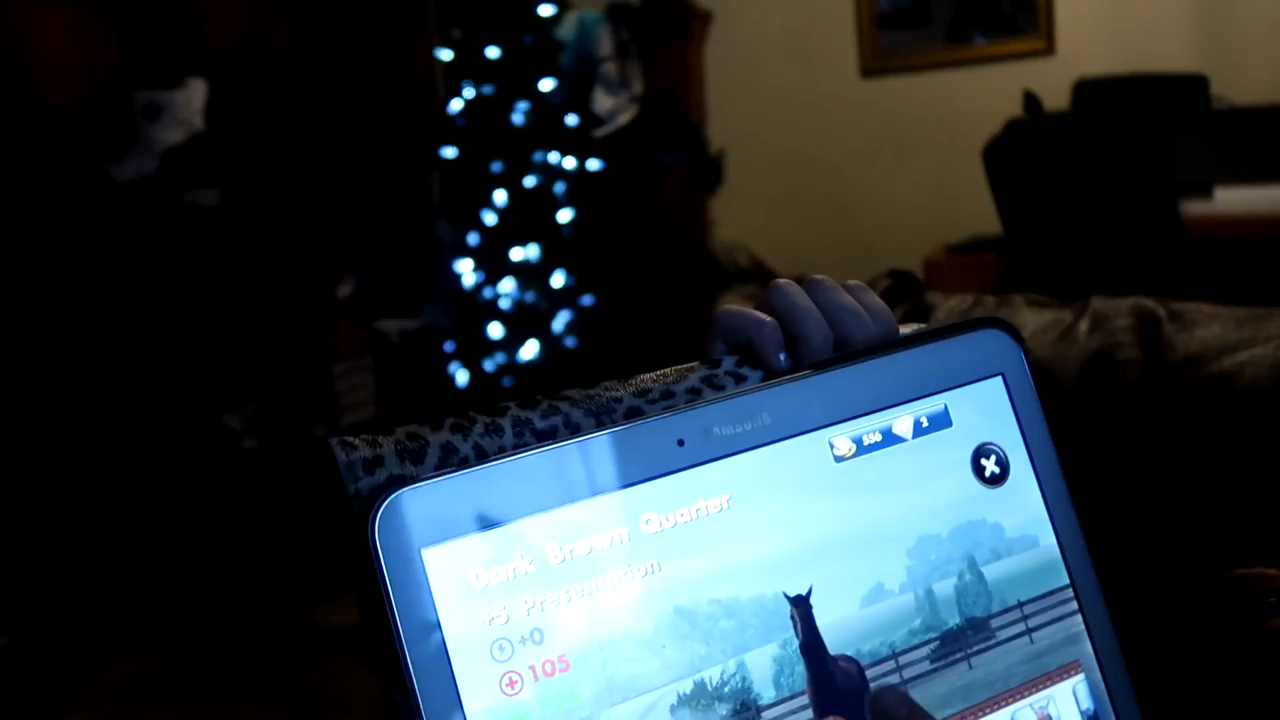 SAMSUNG
556 2
Dark Brown Quarter
+5 Presentation
+0
105